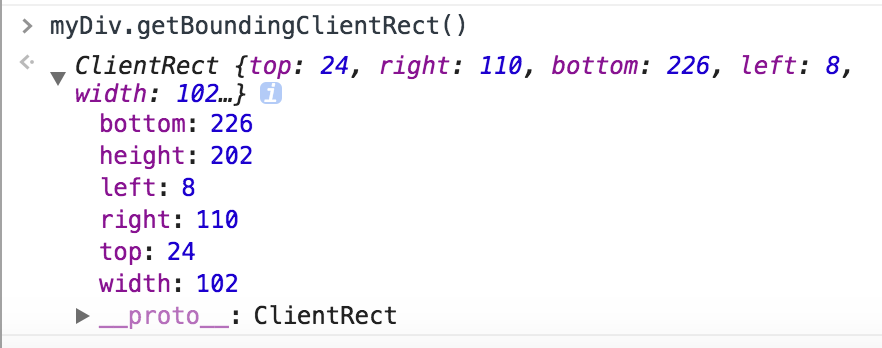 > myDiv.getBoundingClientRect()
ClientRect {top: 24, right: 110, bottom: 226, left: 8,
width: 102…} i
bottom: 226
height: 202
left: 8
right: 110
top: 24
width: 102
__proto__: ClientRect